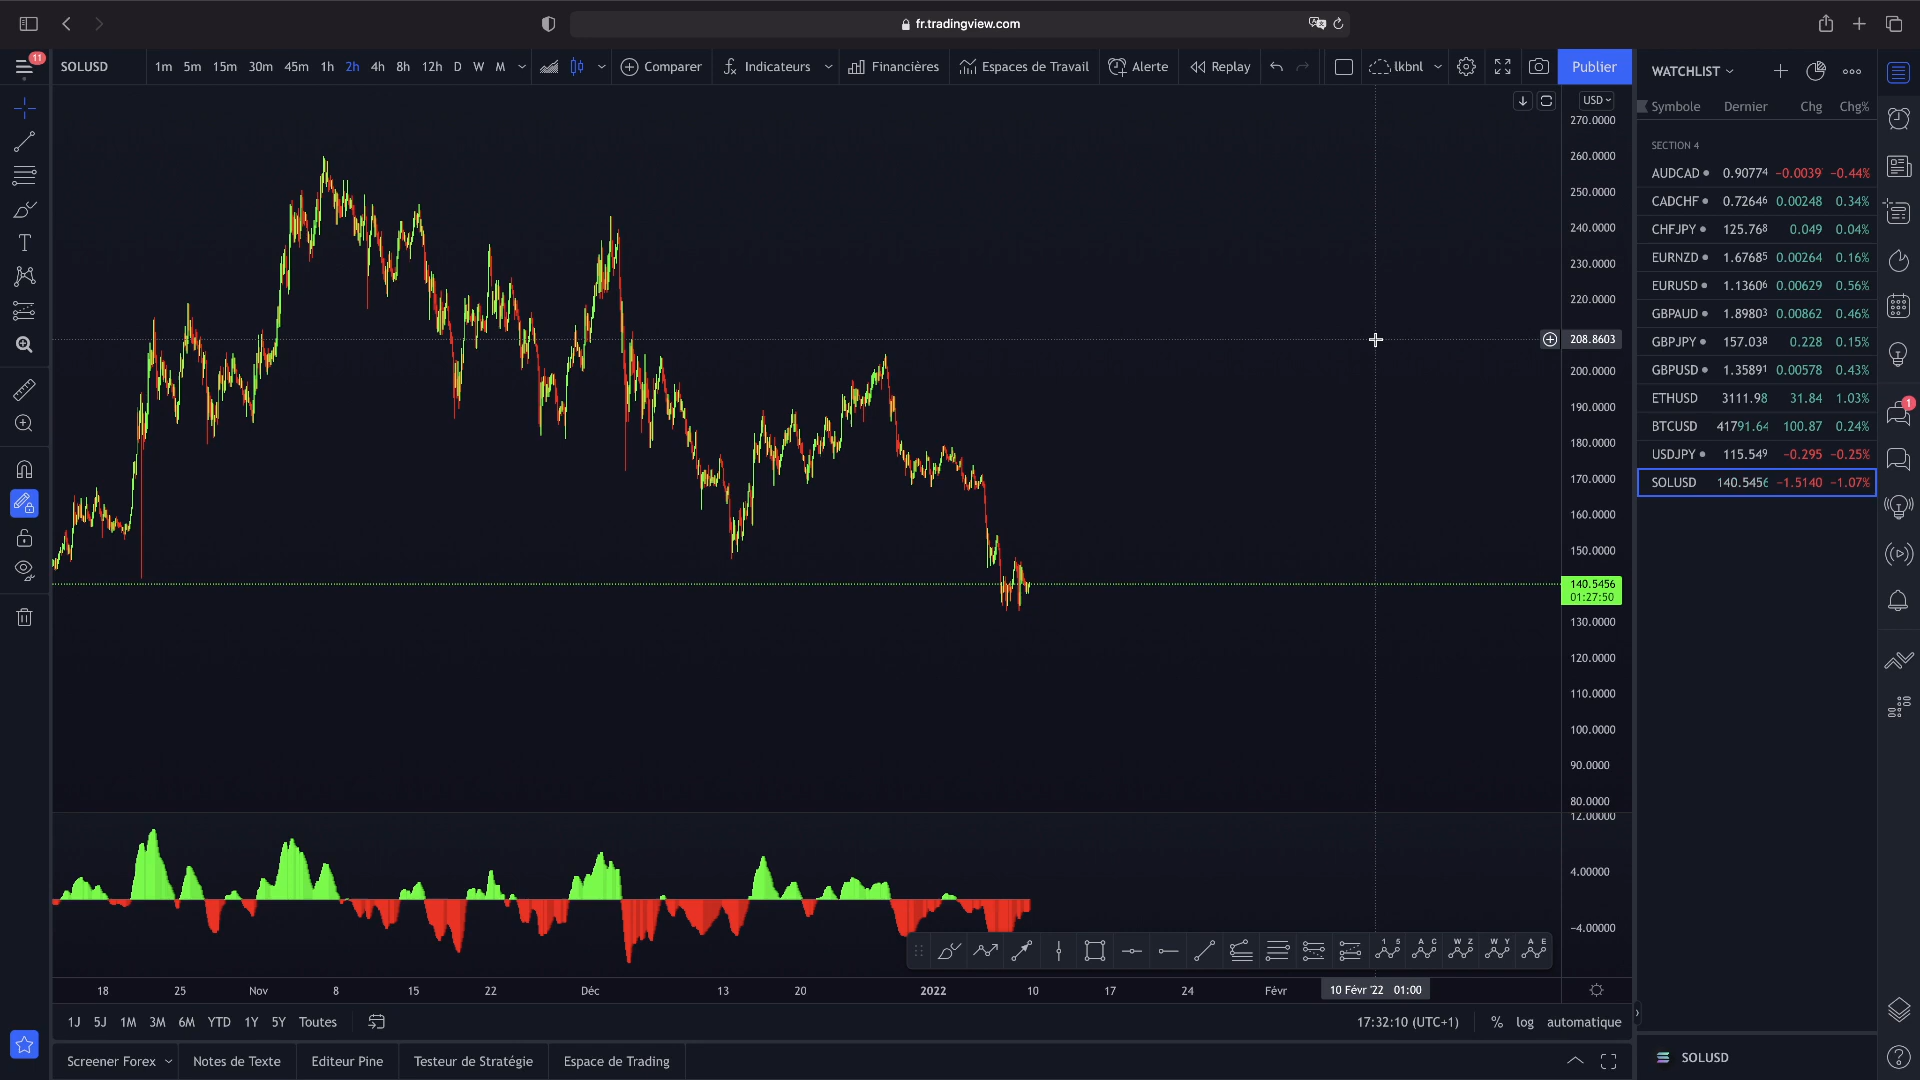 fr.tradingview.com
11
SOLUSD
1m 5m 15m 30m 45m 1h 2h 4h 8h 12h D W M
Comparer
Indicateurs
Financières
Espaces de Travail
Alerte
Replay
lkbnl
Publier
WATCHLIST
USD
Symbole Dernier Chg Chg%
SECTION 4
AUDCAD 0.90774 -0.0039 -0.44%
CADCHF 0.72646 0.00248 0.34%
CHFJPY 125.768 0.049 0.04%
EURNZD 1.67685 0.00264 0.16%
EURUSD 1.13606 0.00629 0.56%
GBPAUD 1.89803 0.00862 0.46%
GBPJPY 157.038 0.228 0.15%
GBPUSD 1.35891 0.00578 0.43%
ETHUSD 3111.98 31.84 1.03%
BTCUSD 41791.64 100.87 0.24%
USDJPY 115.549 -0.295 -0.25%
SOLUSD 140.5456 -1.5140 -1.07%
1
270.0000
260.0000
250.0000
240.0000
230.0000
220.0000
208.8603
200.0000
190.0000
180.0000
170.0000
160.0000
150.0000
140.5456
01:27:50
130.0000
120.0000
110.0000
100.0000
90.0000
80.0000
12.00000
4.00000
-4.00000
1 5
A C
W Z
W Y
A E
18 25 Nov 8 15 22 Déc 13 20 2022 10 17 24 Févr 10 Févr '22 01:00
1J 5J 1M 3M 6M YTD 1Y 5Y Toutes
17:32:10 (UTC+1) % log automatique
Screener Forex Notes de Texte Editeur Pine Testeur de Stratégie Espace de Trading
SOLUSD